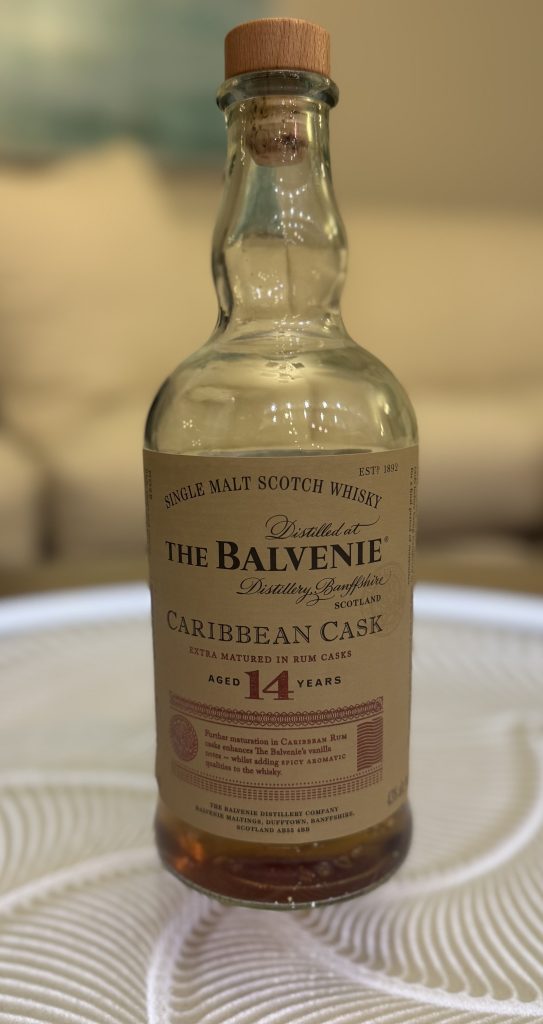 ESTD 1892
SINGLE MALT SCOTCH WHISKY
Distilled at
THE BALVENIE®
Distillery, Banffshire
SCOTLAND
CARIBBEAN CASK
EXTRA MATURED IN RUM CASKS
AGED 14 YEARS
Further maturation in CARIBBEAN RUM
casks enhances The Balvenie's vanilla
notes – whilst adding SPICY AROMATIC
qualities to the whisky.
THE BALVENIE DISTILLERY COMPANY
BALVENIE MALTINGS, DUFFTOWN, BANFFSHIRE,
SCOTLAND AB55 4BB